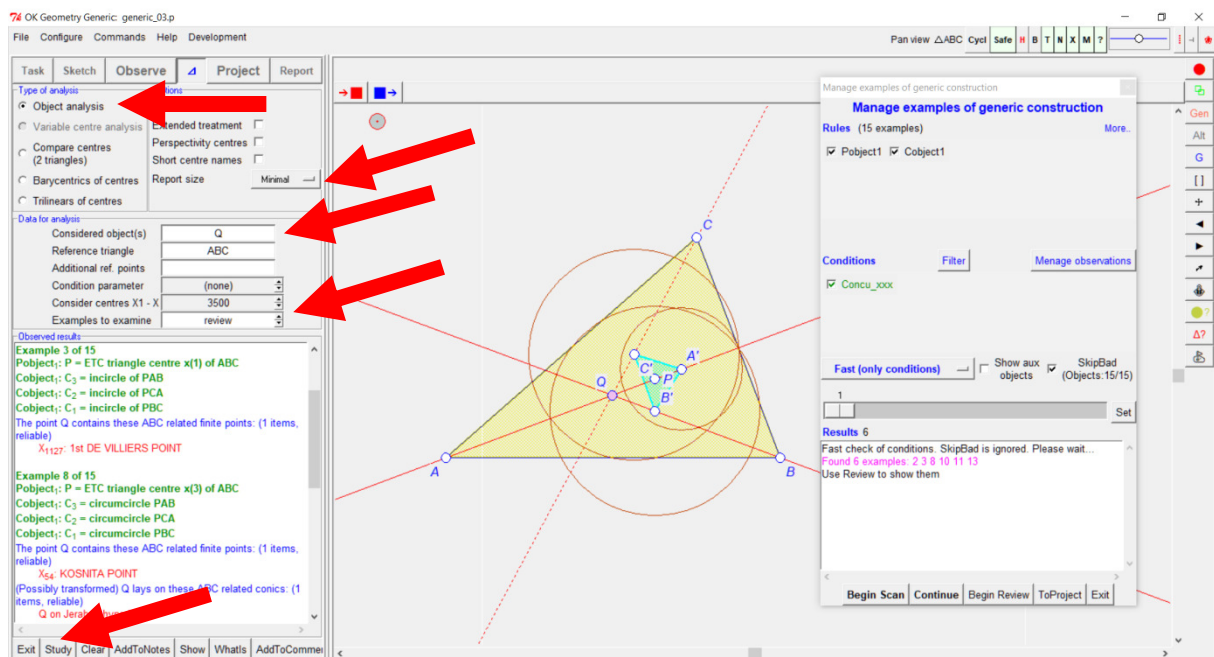 OK Geometry Generic: generic_03.p
File Configure Commands Help Development
Pan view △ABC Cycl Safe H B T N X M ?
Task Sketch Observe Project Report
Type of analysis
Object analysis
Variable centre analysis
Compare centres
(2 triangles)
Barycentrics of centres
Trilinears of centres
Extended treatment
Perspectivity centres
Short centre names
Report size Minimal
Data for analysis
Considered object(s) Q
Reference triangle ABC
Additional ref. points
Condition parameter (none)
Consider centres X1 - X 3500
Examples to examine review
Observed results
Example 3 of 15
Pobject1: P = ETC triangle centre x(1) of ABC
Cobject1: C3 = incircle of PAB
Cobject1: C2 = incircle of PCA
Cobject1: C1 = incircle of PBC
The point Q contains these ABC related finite points: (1 items,
reliable)
X1127: 1st DE VILLIERS POINT
Example 8 of 15
Pobject1: P = ETC triangle centre x(3) of ABC
Cobject1: C3 = circumcircle PAB
Cobject1: C2 = circumcircle PCA
Cobject1: C1 = circumcircle PBC
The point Q contains these ABC related finite points: (1 items,
reliable)
X54: KOSNITA POINT
(Possibly transformed) Q lays on these ABC related conics: (1
items, reliable)
Q on
Exit Study Clear AddToNotes Show WhatIs AddToCommer
C
A'
C'
P
Q
B'
A
B
Manage examples of generic construction
Manage examples of generic construction
Rules (15 examples) More..
Pobject1 Cobject1
Conditions Filter Menage observations
Concu_xxx
Fast (only conditions) Show aux
objects
SkipBad
(Objects:15/15)
1
Set
Results 6
Fast check of conditions. SkipBad is ignored. Please wait...
Found 6 examples: 2 3 8 10 11 13
Use Review to show them
Begin Scan Continue Begin Review ToProject Exit
Gen
Alt
G
[ ]
+
?
Δ?